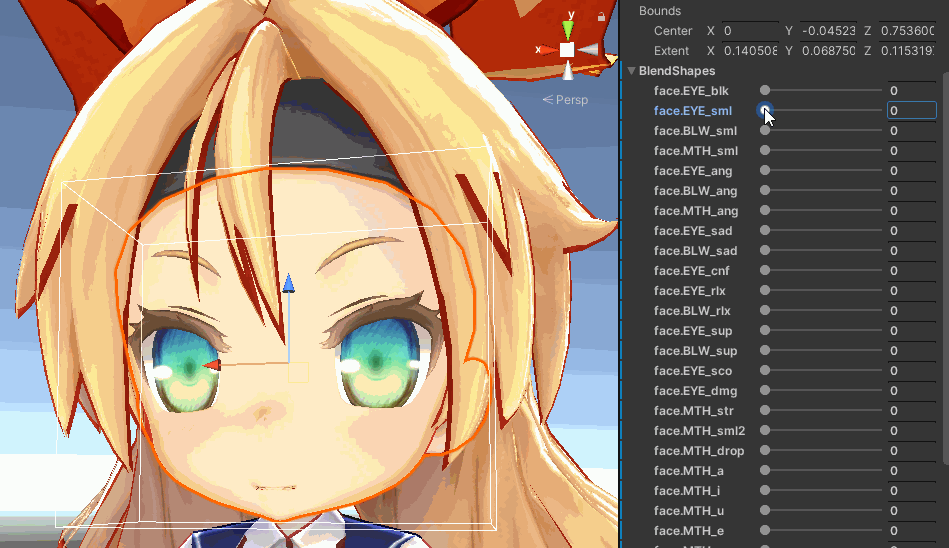 y
x
Persp
Bounds
Center X 0 Y -0.04523 Z 0.753600
Extent X 0.140508 Y 0.068750 Z 0.115319
BlendShapes
face.EYE_blk 0
face.EYE_sml 0
face.BLW_sml 0
face.MTH_sml 0
face.EYE_ang 0
face.BLW_ang 0
face.MTH_ang 0
face.EYE_sad 0
face.BLW_sad 0
face.EYE_cnf 0
face.EYE_rlx 0
face.BLW_rlx 0
face.EYE_sup 0
face.BLW_sup 0
face.EYE_sco 0
face.EYE_dmg 0
face.MTH_str 0
face.MTH_sml2 0
face.MTH_drop 0
face.MTH_a 0
face.MTH_i 0
face.MTH_u 0
face.MTH_e 0